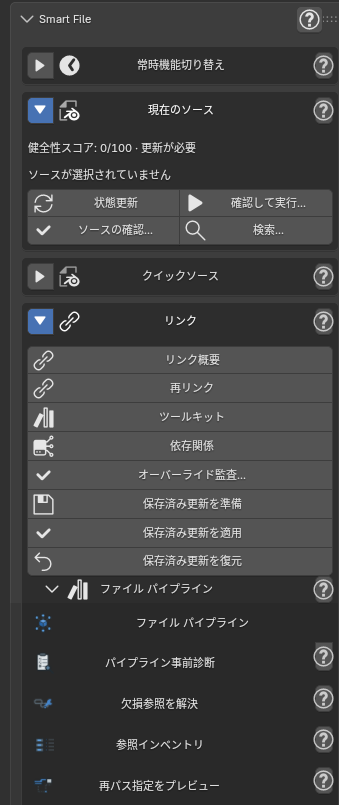 Smart File
常時機能切り替え
現在のソース
健全性スコア: 0/100 · 更新が必要
ソースが選択されていません
状態更新
確認して実行...
ソースの確認...
検索...
クイックソース
リンク
リンク概要
再リンク
ツールキット
依存関係
オーバーライド監査...
保存済み更新を準備
保存済み更新を適用
保存済み更新を復元
ファイル パイプライン
ファイル パイプライン
パイプライン事前診断
欠損参照を解決
参照インベントリ
再パス指定をプレビュー